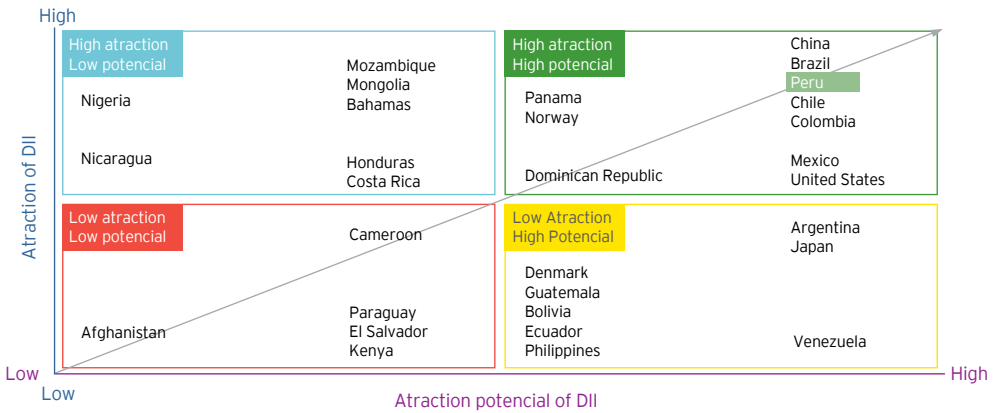 High
High atraction
Low potencial
Nigeria
Nicaragua
Mozambique
Mongolia
Bahamas
Honduras
Costa Rica
High atraction
High potencial
Panama
Norway
Dominican Republic
China
Brazil
Peru
Chile
Colombia
Mexico
United States
Atraction of DII
Low atraction
Low potencial
Afghanistan
Cameroon
Paraguay
El Salvador
Kenya
Low Atraction
High Potencial
Denmark
Guatemala
Bolivia
Ecuador
Philippines
Argentina
Japan
Venezuela
Low
Low
Atraction potencial of DII
High